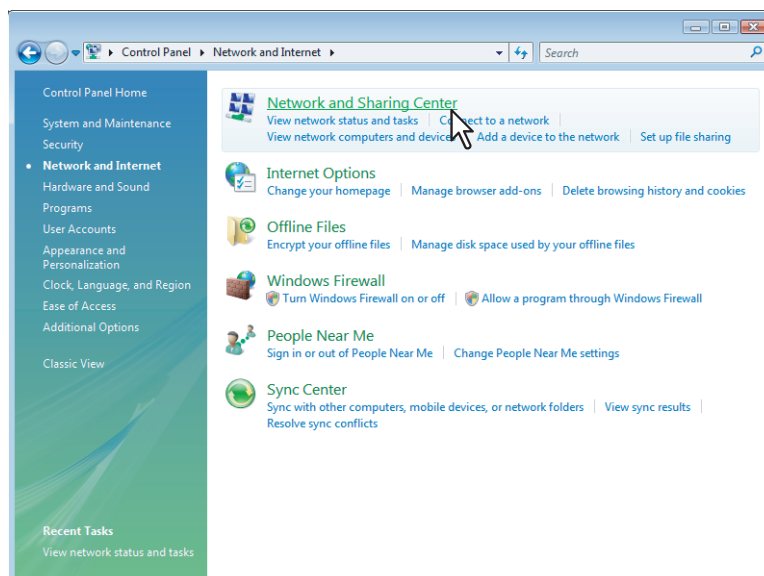 Control Panel Network and Internet
Search
Control Panel Home
System and Maintenance
Security
Network and Internet
Hardware and Sound
Programs
User Accounts
Appearance and
Personalization
Clock, Language, and Region
Ease of Access
Additional Options
Classic View
Recent Tasks
View network status and tasks
Network and Sharing Center
View network status and tasks Connect to a network
View network computers and devices Add a device to the network Set up file sharing
Internet Options
Change your homepage Manage browser add-ons Delete browsing history and cookies
Offline Files
Encrypt your offline files Manage disk space used by your offline files
Windows Firewall
Turn Windows Firewall on or off Allow a program through Windows Firewall
People Near Me
Sign in or out of People Near Me Change People Near Me settings
Sync Center
Sync with other computers, mobile devices, or network folders View sync results
Resolve sync conflicts